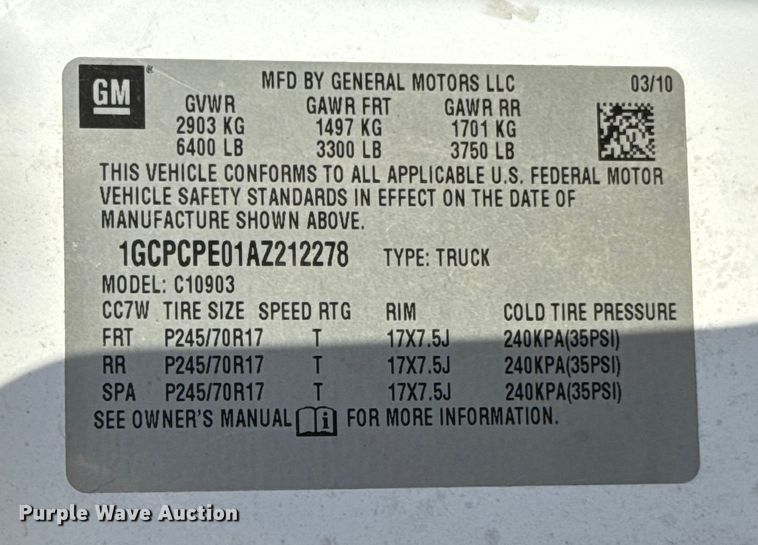 GM® MFD BY GENERAL MOTORS LLC 03/10
GVWR GAWR FRT GAWR RR
2903 KG 1497 KG 1701 KG
6400 LB 3300 LB 3750 LB
THIS VEHICLE CONFORMS TO ALL APPLICABLE U.S. FEDERAL MOTOR
VEHICLE SAFETY STANDARDS IN EFFECT ON THE DATE OF
MANUFACTURE SHOWN ABOVE.
1GCPCPE01AZ212278 TYPE: TRUCK
MODEL: C10903
CC7W TIRE SIZE SPEED RTG RIM COLD TIRE PRESSURE
FRT P245/70R17 T 17X7.5J 240KPA(35PSI)
RR P245/70R17 T 17X7.5J 240KPA(35PSI)
SPA P245/70R17 T 17X7.5J 240KPA(35PSI)
SEE OWNER'S MANUAL i FOR MORE INFORMATION.
Purple Wave Auction